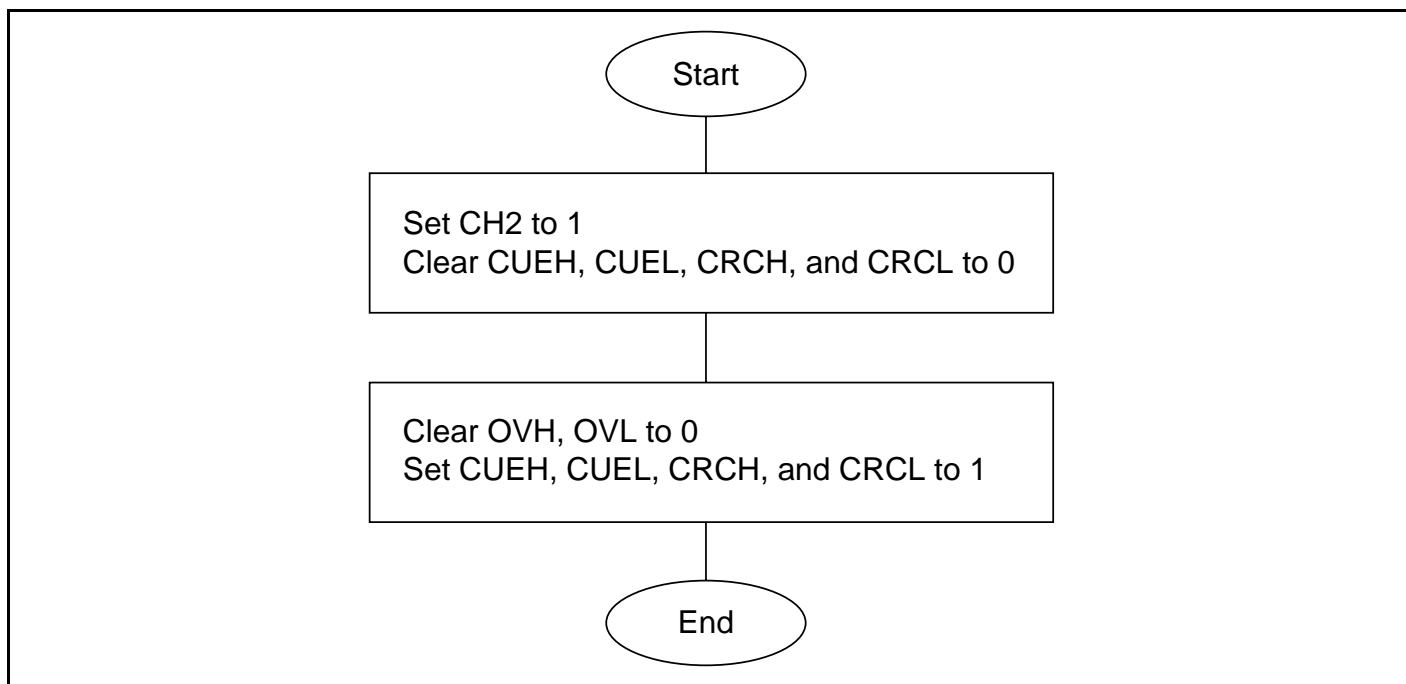 Start
Set CH2 to 1
Clear CUEH, CUEL, CRCH, and CRCL to 0
Clear OVH, OVL to 0
Set CUEH, CUEL, CRCH, and CRCL to 1
End